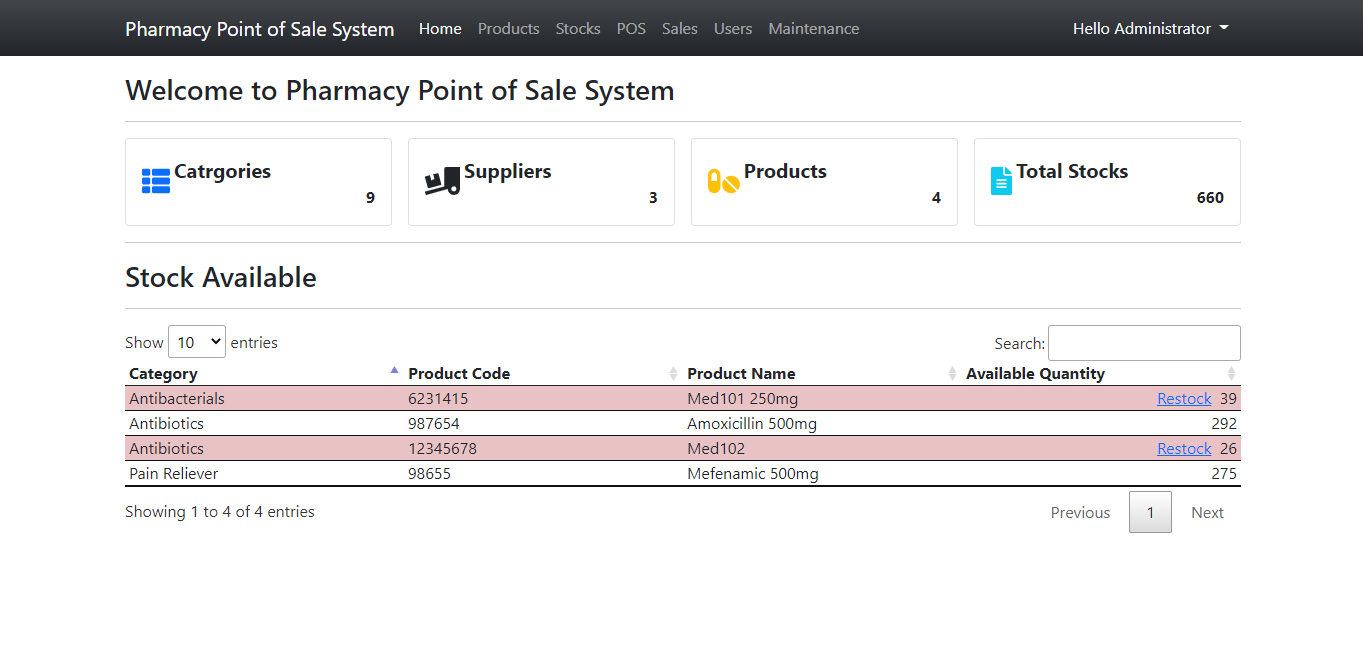 Pharmacy Point of Sale System Home Products Stocks POS Sales Users Maintenance Hello Administrator
Welcome to Pharmacy Point of Sale System
Catrgories
9
Suppliers
3
Products
4
Total Stocks
660
Stock Available
Show 10 entries Search:
Category Product Code Product Name Available Quantity
Antibacterials 6231415 Med101 250mg Restock 39
Antibiotics 987654 Amoxicillin 500mg 292
Antibiotics 12345678 Med102 Restock 26
Pain Reliever 98655 Mefenamic 500mg 275
Showing 1 to 4 of 4 entries Previous 1 Next